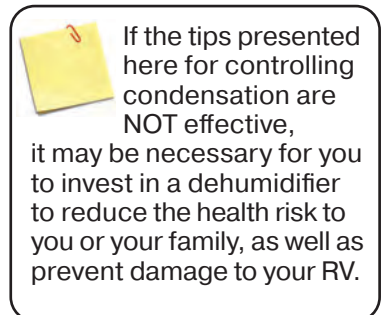 If the tips presented
here for controlling
condensation are
NOT effective,
it may be necessary for you
to invest in a dehumidifier
to reduce the health risk to
you or your family, as well as
prevent damage to your RV.